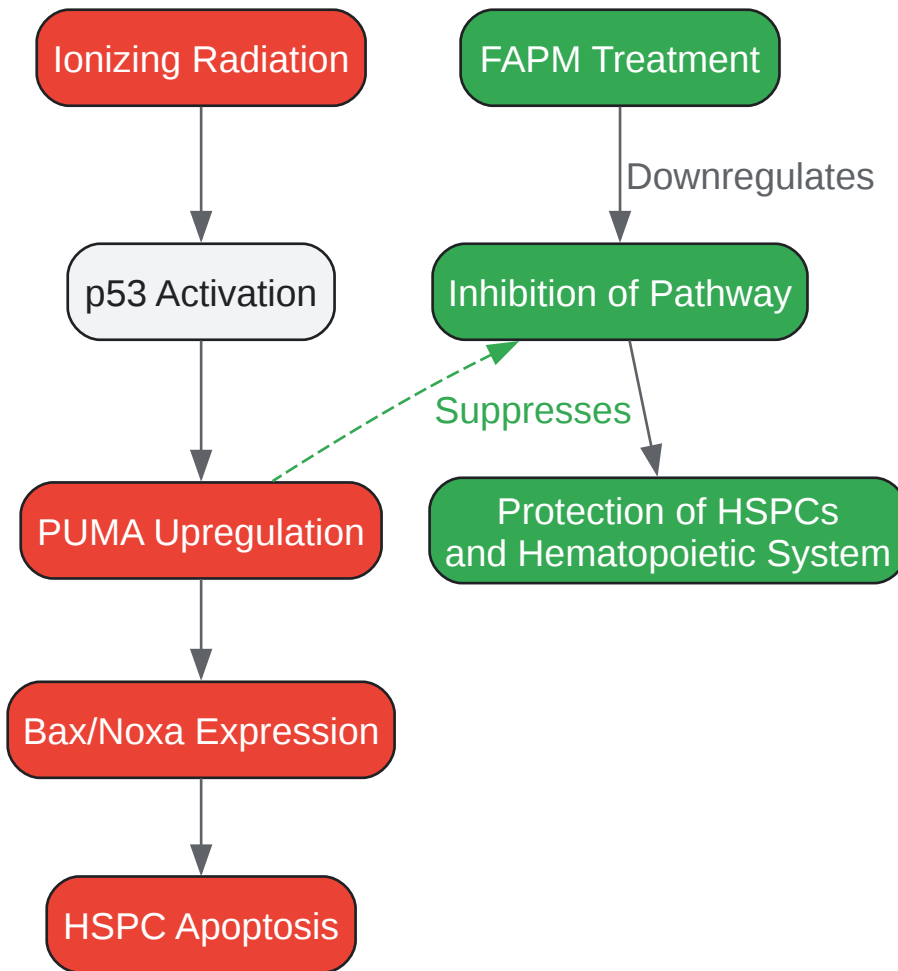 Ionizing Radiation
FAPM Treatment
Downregulates
p53 Activation
Inhibition of Pathway
Suppresses
PUMA Upregulation
Protection of HSPCs
and Hematopoietic System
Bax/Noxa Expression
HSPC Apoptosis